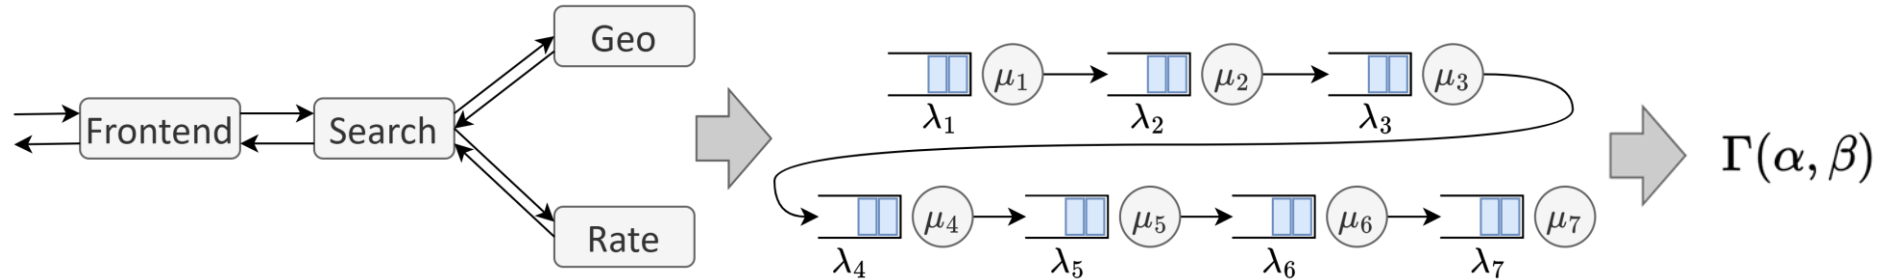 Geo
Frontend
Search
Rate
μ₁ μ₂ μ₃
λ₁ λ₂ λ₃
μ₄ μ₅ μ₆ μ₇
λ₄ λ₅ λ₆ λ₇
Γ(α, β)